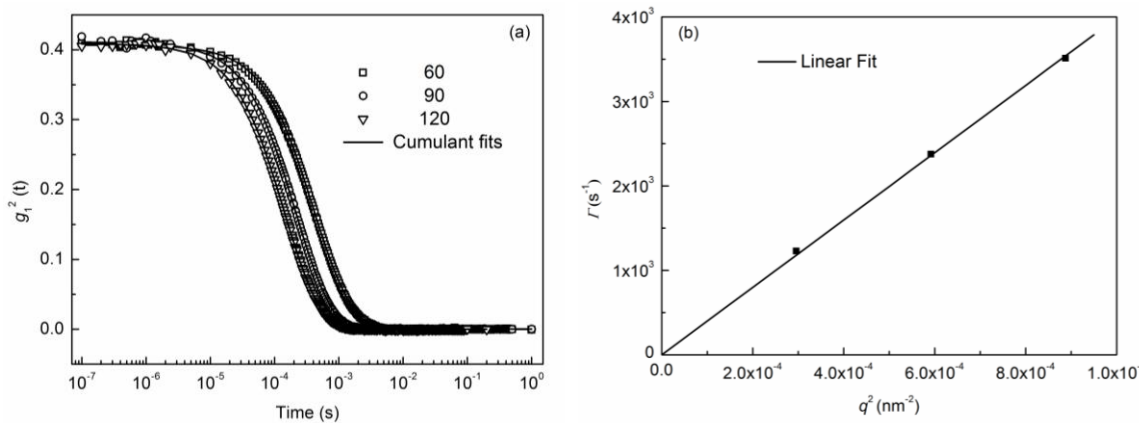 (a)
60
90
120
Cumulant fits
g₁² (t)
0.4
0.3
0.2
0.1
0.0
10⁻⁷ 10⁻⁶ 10⁻⁵ 10⁻⁴ 10⁻³ 10⁻² 10⁻¹ 10⁰
Time (s)
(b)
Linear Fit
Γ (s⁻¹)
4x10³
3x10³
2x10³
1x10³
0
0.0 2.0x10⁻⁴ 4.0x10⁻⁴ 6.0x10⁻⁴ 8.0x10⁻⁴
q² (nm⁻²)